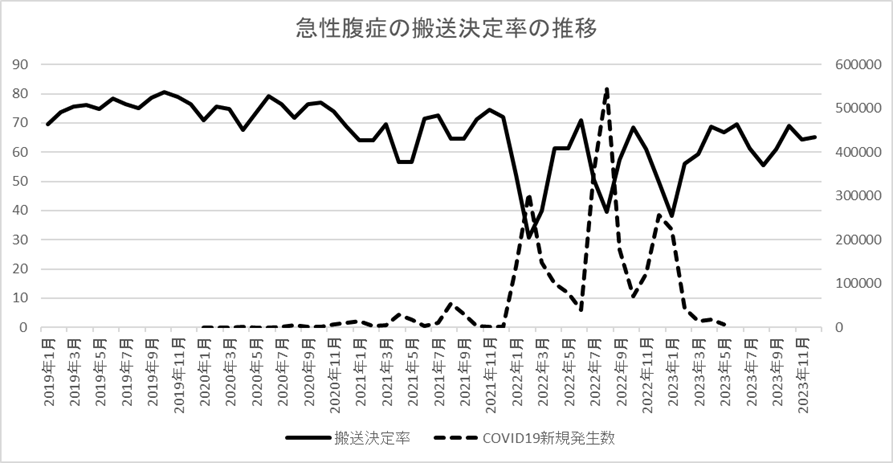 急性腹症の搬送決定率の推移
90
80
70
60
50
40
30
20
10
0
600000
500000
400000
300000
200000
100000
0
2019年1月
2019年3月
2019年5月
2019年7月
2019年9月
2019年11月
2020年1月
2020年3月
2020年5月
2020年7月
2020年9月
2020年11月
2021年1月
2021年3月
2021年5月
2021年7月
2021年9月
2021年11月
2022年1月
2022年3月
2022年5月
2022年7月
2022年9月
2022年11月
2023年1月
2023年3月
2023年5月
2023年7月
2023年9月
2023年11月
搬送決定率
COVID19新規発生数